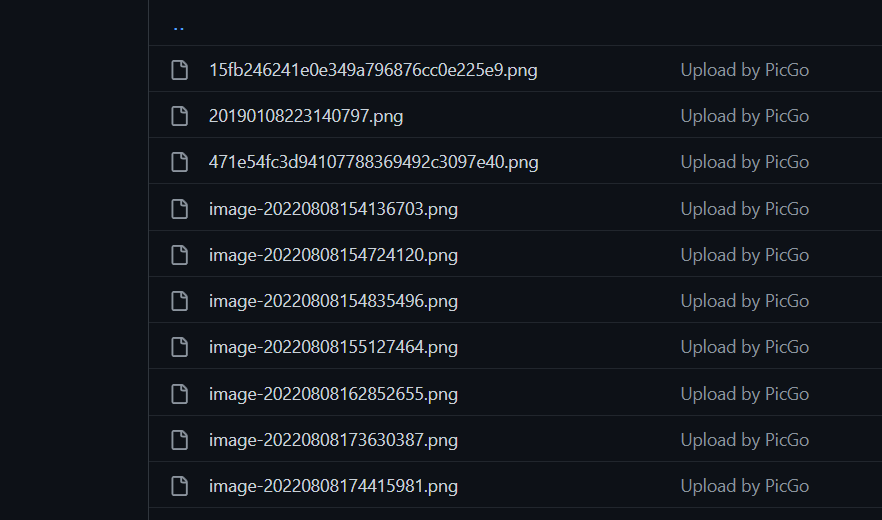 ..
15fb246241e0e349a796876cc0e225e9.png Upload by PicGo
20190108223140797.png Upload by PicGo
471e54fc3d94107788369492c3097e40.png Upload by PicGo
image-20220808154136703.png Upload by PicGo
image-20220808154724120.png Upload by PicGo
image-20220808154835496.png Upload by PicGo
image-20220808155127464.png Upload by PicGo
image-20220808162852655.png Upload by PicGo
image-20220808173630387.png Upload by PicGo
image-20220808174415981.png Upload by PicGo